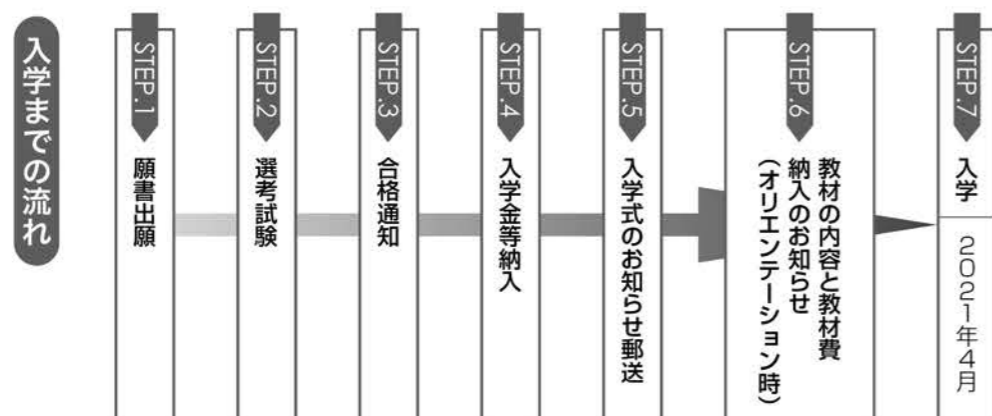 入学までの流れ
STEP.1
願書出願
STEP.2
選考試験
STEP.3
合格通知
STEP.4
入学金等納入
STEP.5
入学式のお知らせ郵送
STEP.6
教材の内容と教材費
納入のお知らせ
(オリエンテーション時)
STEP.7
入学
2021年4月